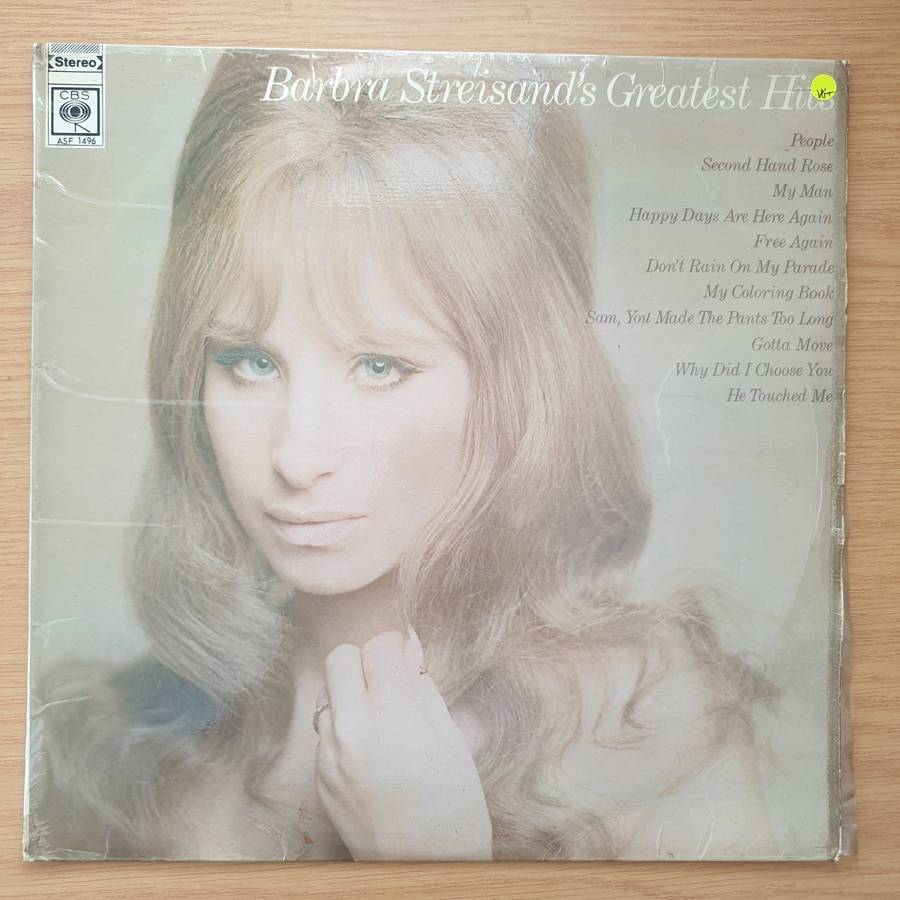 Stereo
CBS
ASF 1496
Barbra Streisand's Greatest Hits
VG+
People
Second Hand Rose
My Man
Happy Days Are Here Again
Free Again
Don't Rain On My Parade
My Coloring Book
Sam, You Made The Pants Too Long
Gotta Move
Why Did I Choose You
He Touched Me